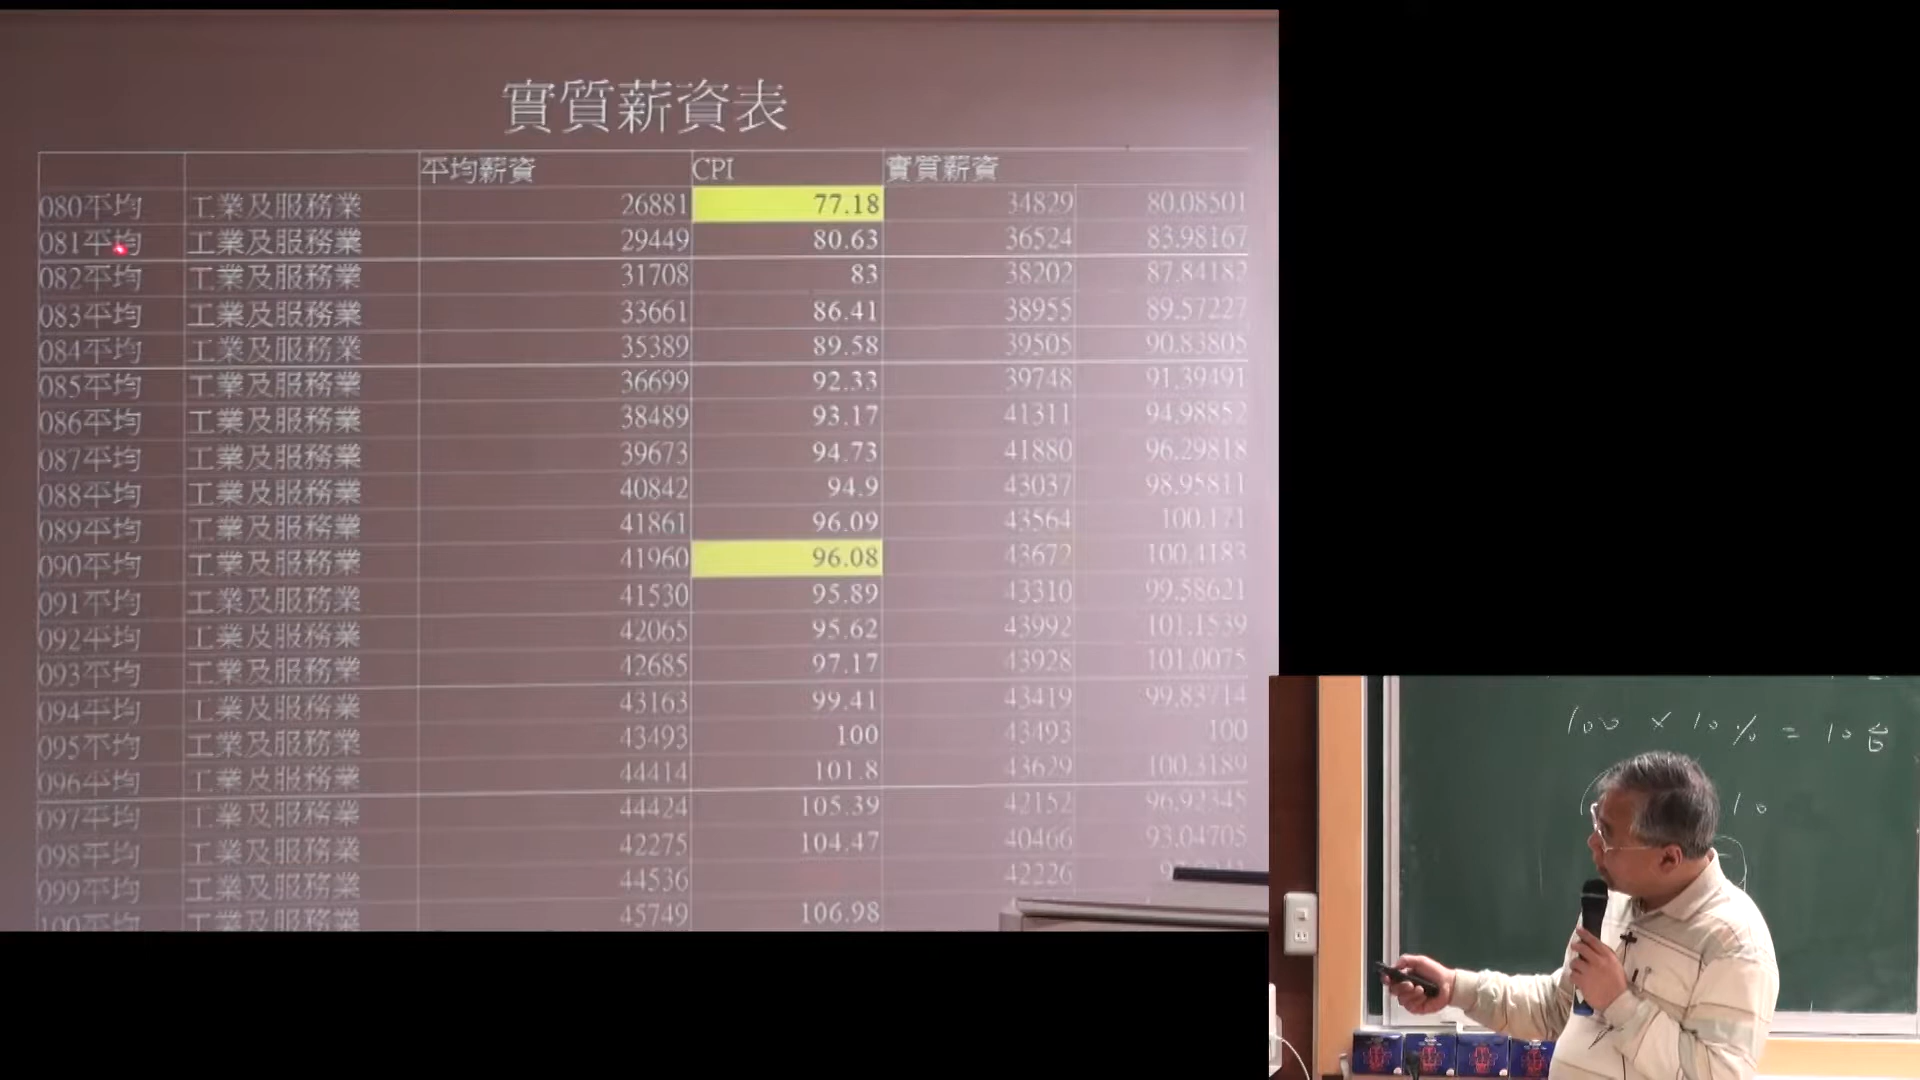 實質薪資表
平均薪資 CPI 實質薪資
080平均 工業及服務業 26881 77.18 34829 80.08501
081平均 工業及服務業 29449 80.63 36524 83.98167
082平均 工業及服務業 31708 83 38202 87.84182
083平均 工業及服務業 33661 86.41 38955 89.57227
084平均 工業及服務業 35389 89.58 39505 90.83805
085平均 工業及服務業 36699 92.33 39748 91.39491
086平均 工業及服務業 38489 93.17 41311 94.98852
087平均 工業及服務業 39673 94.73 41880 96.29818
088平均 工業及服務業 40842 94.9 43037 98.95811
089平均 工業及服務業 41861 96.09 43564 100.171
090平均 工業及服務業 41960 96.08 43672 100.4183
091平均 工業及服務業 41530 95.89 43310 99.58621
092平均 工業及服務業 42065 95.62 43992 101.1539
093平均 工業及服務業 42685 97.17 43928 101.0075
094平均 工業及服務業 43163 99.41 43419 99.83714
095平均 工業及服務業 43493 100 43493 100
096平均 工業及服務業 44414 101.8 43629 100.3189
097平均 工業及服務業 44424 105.39 42152 96.92345
098平均 工業及服務業 42275 104.47 40466 93.04705
099平均 工業及服務業 44536 42226
100平均 工業及服務業 45749 106.98
100 × 10% = 10
10